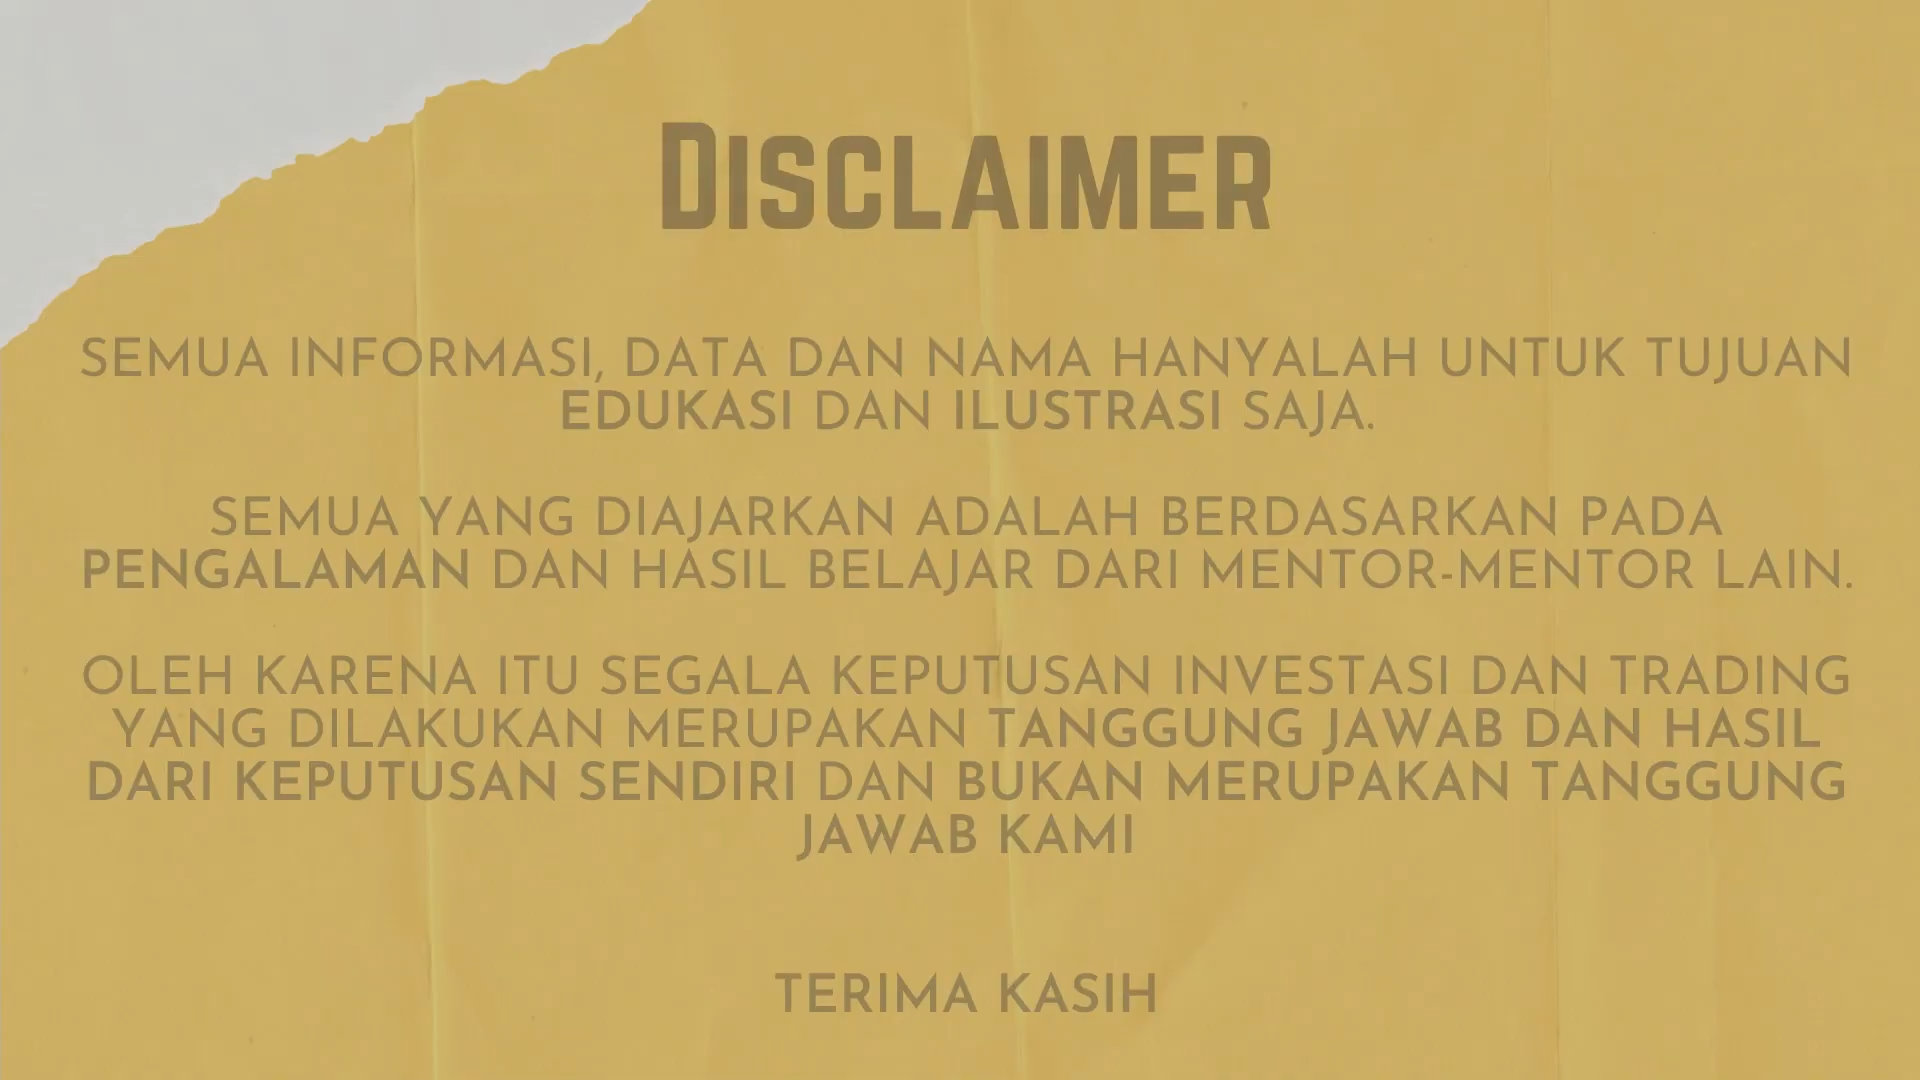 DISCLAIMER
SEMUA INFORMASI, DATA DAN NAMA HANYALAH UNTUK TUJUAN
EDUKASI DAN ILUSTRASI SAJA.
SEMUA YANG DIAJARKAN ADALAH BERDASARKAN PADA
PENGALAMAN DAN HASIL BELAJAR DARI MENTOR-MENTOR LAIN.
OLEH KARENA ITU SEGALA KEPUTUSAN INVESTASI DAN TRADING
YANG DILAKUKAN MERUPAKAN TANGGUNG JAWAB DAN HASIL
DARI KEPUTUSAN SENDIRI DAN BUKAN MERUPAKAN TANGGUNG
JAWAB KAMI
TERIMA KASIH